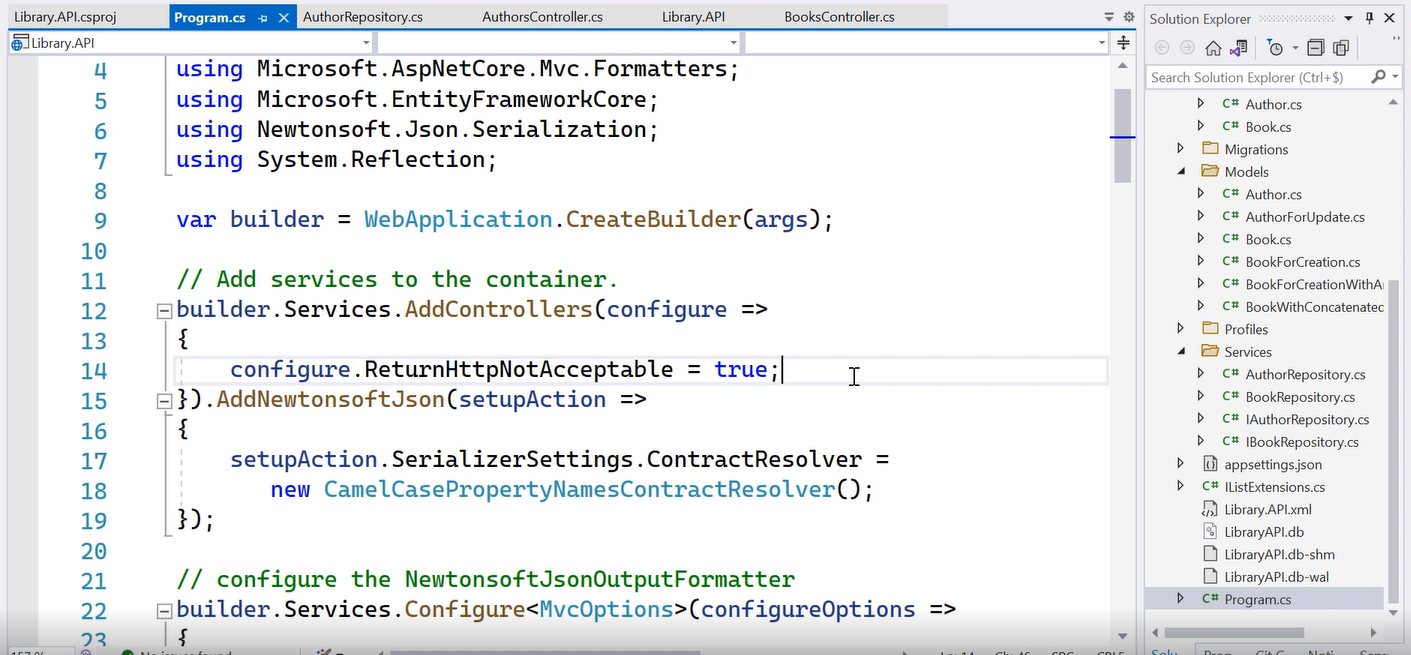 Library.API.csproj
Program.cs
AuthorRepository.cs
AuthorsController.cs
Library.API
BooksController.cs
Library.API
4 using Microsoft.AspNetCore.Mvc.Formatters;
5 using Microsoft.EntityFrameworkCore;
6 using Newtonsoft.Json.Serialization;
7 using System.Reflection;
8
9 var builder = WebApplication.CreateBuilder(args);
10
11 // Add services to the container.
12 builder.Services.AddControllers(configure =>
13 {
14 configure.ReturnHttpNotAcceptable = true;
15 }).AddNewtonsoftJson(setupAction =>
16 {
17 setupAction.SerializerSettings.ContractResolver =
18 new CamelCasePropertyNamesContractResolver();
19 });
20
21 // configure the NewtonsoftJsonOutputFormatter
22 builder.Services.Configure<MvcOptions>(configureOptions =>
23 {
Solution Explorer
Search Solution Explorer (Ctrl+$)
C# Author.cs
C# Book.cs
Migrations
Models
C# Author.cs
C# AuthorForUpdate.cs
C# Book.cs
C# BookForCreation.cs
C# BookForCreationWithA
C# BookWithConcatenated
Profiles
Services
C# AuthorRepository.cs
C# BookRepository.cs
C# IAuthorRepository.cs
C# IBookRepository.cs
appsettings.json
C# IListExtensions.cs
Library.API.xml
LibraryAPI.db
LibraryAPI.db-shm
LibraryAPI.db-wal
C# Program.cs